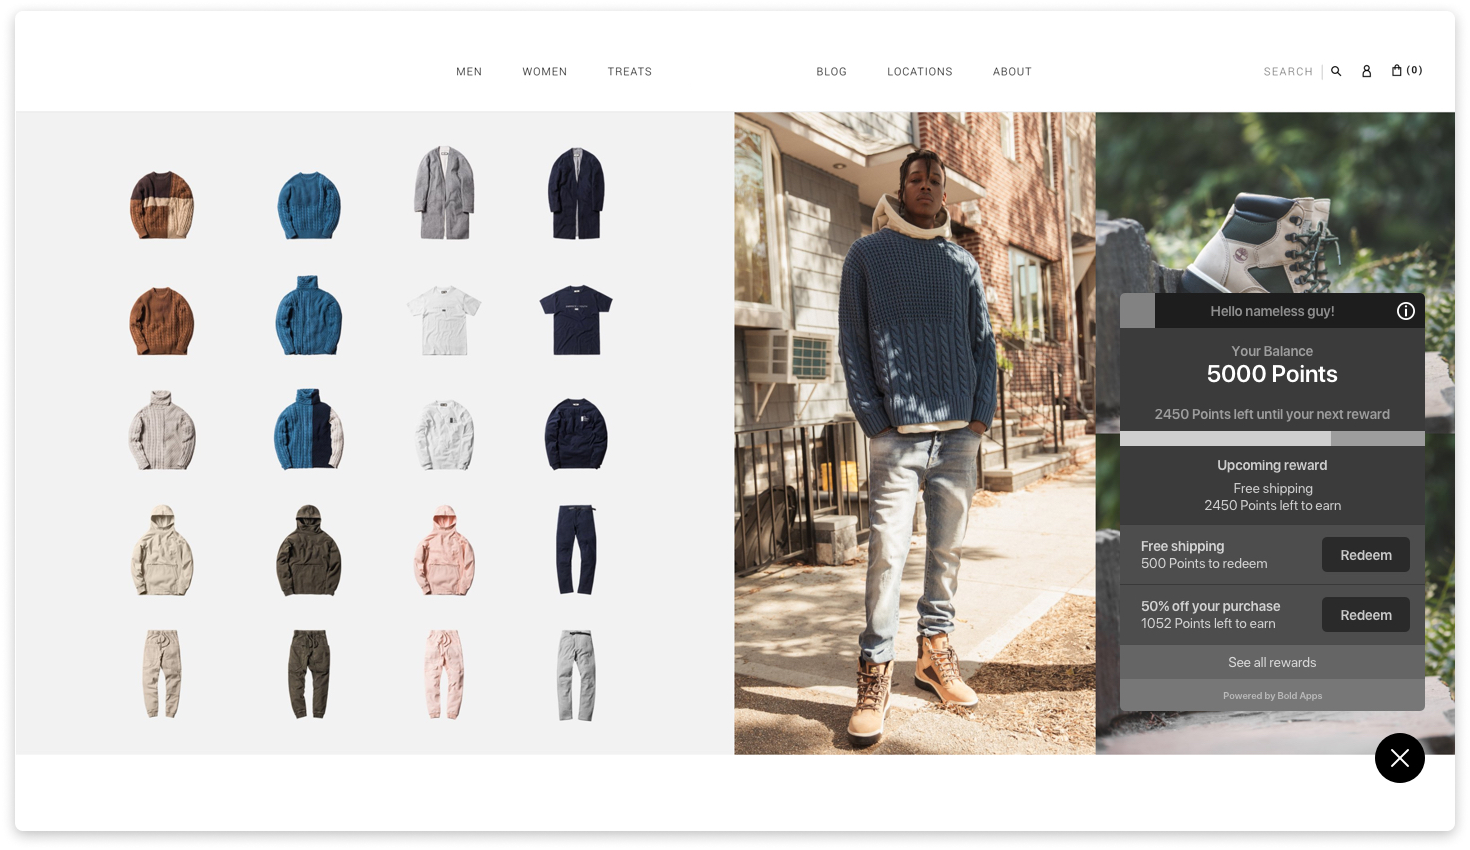 MEN WOMEN TREATS BLOG LOCATIONS ABOUT SEARCH (0)
Hello nameless guy!
Your Balance
5000 Points
2450 Points left until your next reward
Upcoming reward
Free shipping
2450 Points left to earn
Free shipping
500 Points to redeem
Redeem
50% off your purchase
1052 Points left to earn
Redeem
See all rewards
Powered by Bold Apps